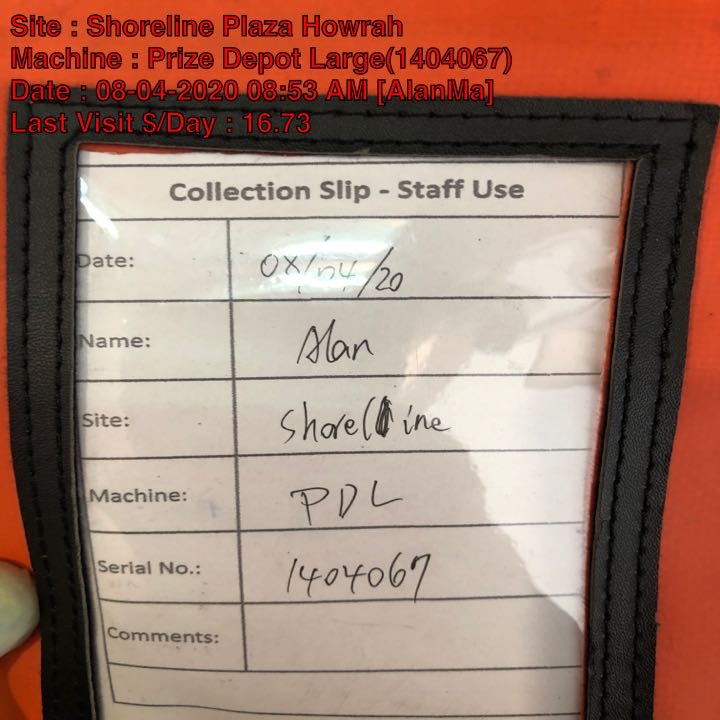 Site : Shoreline Plaza Howrah
Machine : Prize Depot Large(1404067)
Date : 08-04-2020 08:53 AM [AlanMa]
Last Visit $/Day : 16.73
Collection Slip - Staff Use
Date: 08/04/20
Name: Alan
Site: Shoreline
Machine: PDL
Serial No.: 1404067
Comments: